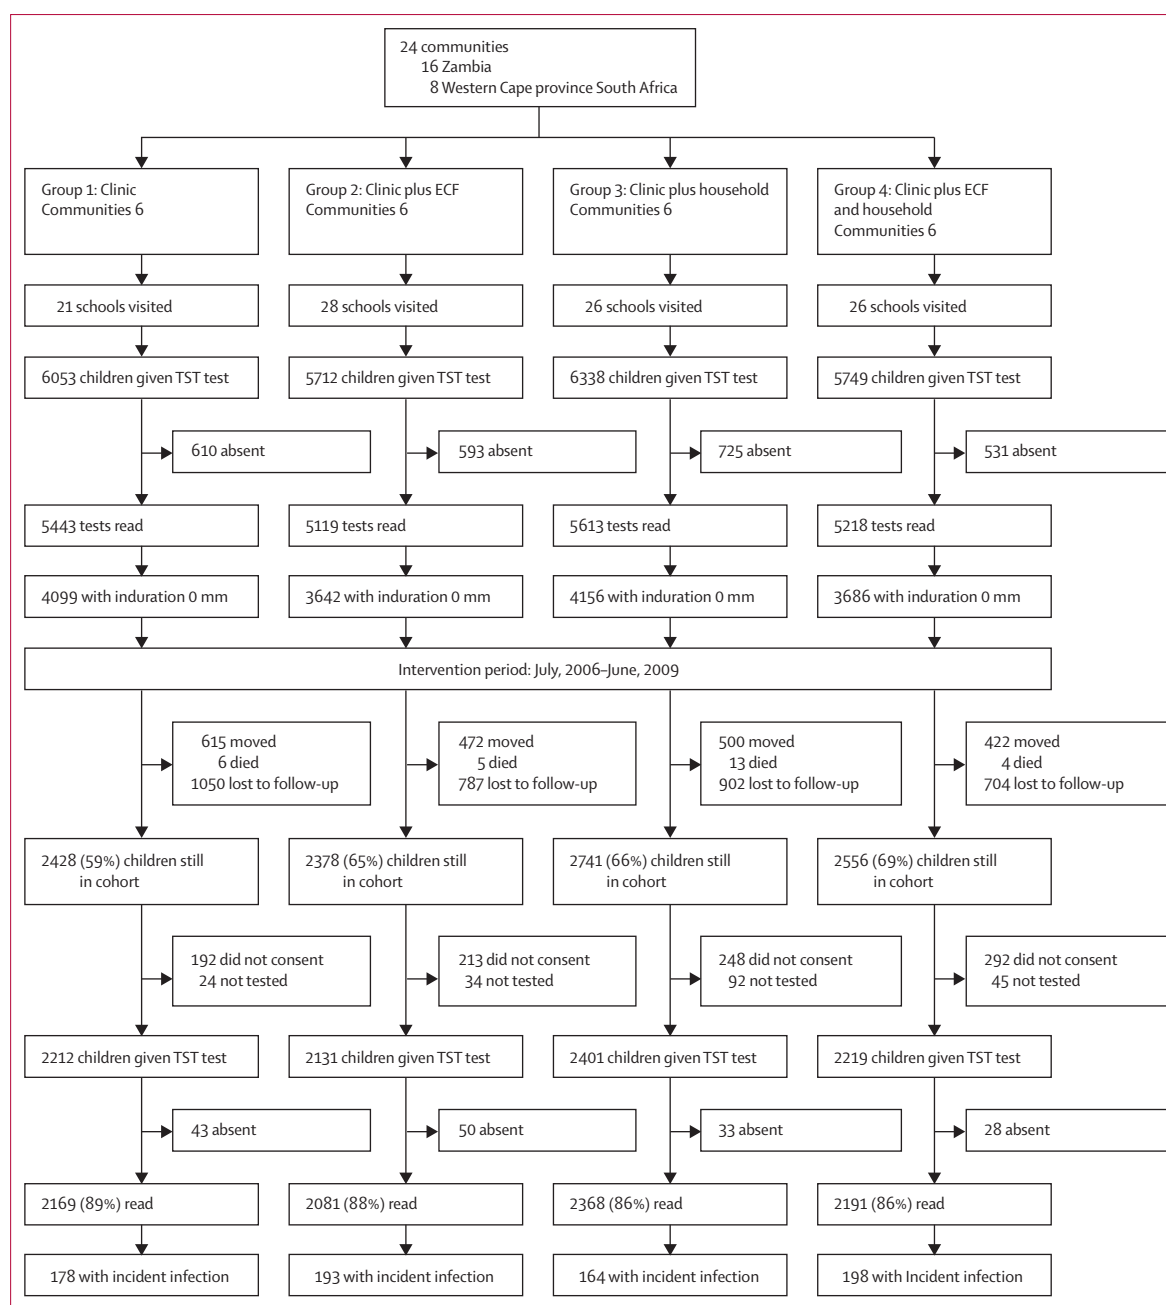 24 communities
16 Zambia
8 Western Cape province South Africa
Group 1: Clinic
Communities 6
Group 2: Clinic plus ECF
Communities 6
Group 3: Clinic plus household
Communities 6
Group 4: Clinic plus ECF
and household
Communities 6
21 schools visited
28 schools visited
26 schools visited
26 schools visited
6053 children given TST test
5712 children given TST test
6338 children given TST test
5749 children given TST test
610 absent
593 absent
725 absent
531 absent
5443 tests read
5119 tests read
5613 tests read
5218 tests read
4099 with induration 0 mm
3642 with induration 0 mm
4156 with induration 0 mm
3686 with induration 0 mm
Intervention period: July, 2006–June, 2009
615 moved
6 died
1050 lost to follow-up
472 moved
5 died
787 lost to follow-up
500 moved
13 died
902 lost to follow-up
422 moved
4 died
704 lost to follow-up
2428 (59%) children still
in cohort
2378 (65%) children still
in cohort
2741 (66%) children still
in cohort
2556 (69%) children still
in cohort
192 did not consent
24 not tested
213 did not consent
34 not tested
248 did not consent
92 not tested
292 did not consent
45 not tested
2212 children given TST test
2131 children given TST test
2401 children given TST test
2219 children given TST test
43 absent
50 absent
33 absent
28 absent
2169 (89%) read
2081 (88%) read
2368 (86%) read
2191 (86%) read
178 with incident infection
193 with incident infection
164 with incident infection
198 with Incident infection